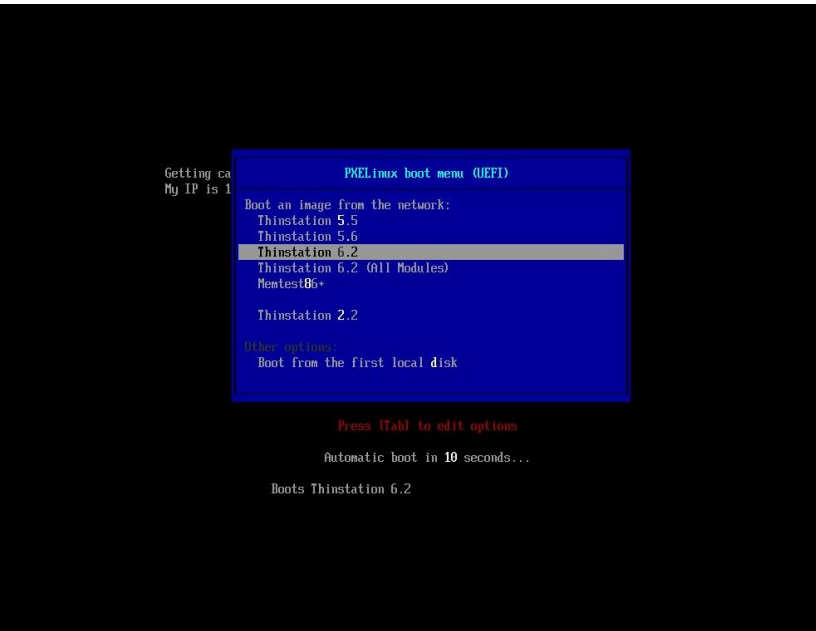 PXELinux boot menu (UEFI)
Getting ca
My IP is 1
Boot an image from the network:
Thinstation 5.5
Thinstation 5.6
Thinstation 6.2
Thinstation 6.2 (All Modules)
Memtest86+
Thinstation 2.2
Other options:
Boot from the first local disk
Press [Tab] to edit options
Automatic boot in 10 seconds...
Boots Thinstation 6.2